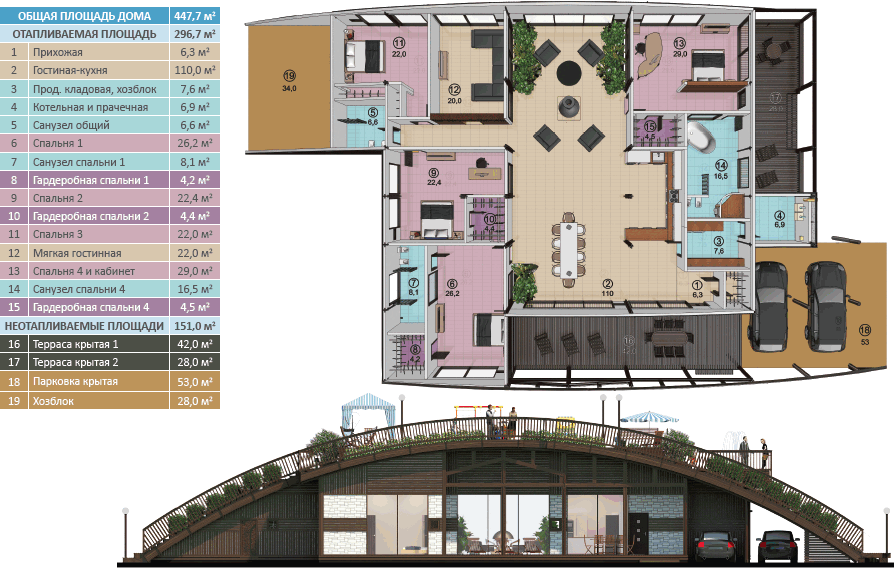 ОБЩАЯ ПЛОЩАДЬ ДОМА 447,7 м²
ОТАПЛИВАЕМАЯ ПЛОЩАДЬ 296,7 м²
1 Прихожая 6,3 м²
2 Гостиная-кухня 110,0 м²
3 Прод. кладовая, хозблок 7,6 м²
4 Котельная и прачечная 6,9 м²
5 Санузел общий 6,6 м²
6 Спальня 1 26,2 м²
7 Санузел спальни 1 8,1 м²
8 Гардеробная спальни 1 4,2 м²
9 Спальня 2 22,4 м²
10 Гардеробная спальни 2 4,4 м²
11 Спальня 3 22,0 м²
12 Мягкая гостинная 22,0 м²
13 Спальня 4 и кабинет 29,0 м²
14 Санузел спальни 4 16,5 м²
15 Гардеробная спальни 4 4,5 м²
НЕОТАПЛИВАЕМЫЕ ПЛОЩАДИ 151,0 м²
16 Терраса крытая 1 42,0 м²
17 Терраса крытая 2 28,0 м²
18 Парковка крытая 53,0 м²
19 Хозблок 28,0 м²
19
34,0
11
22,0
12
20,0
13
29,0
17
5
6,6
15
4,5
14
16,5
9
22,4
10
4,4
4
6,9
3
7,6
7
8,1
6
26,2
2
110
1
6,3
8
4,2
16
18
53